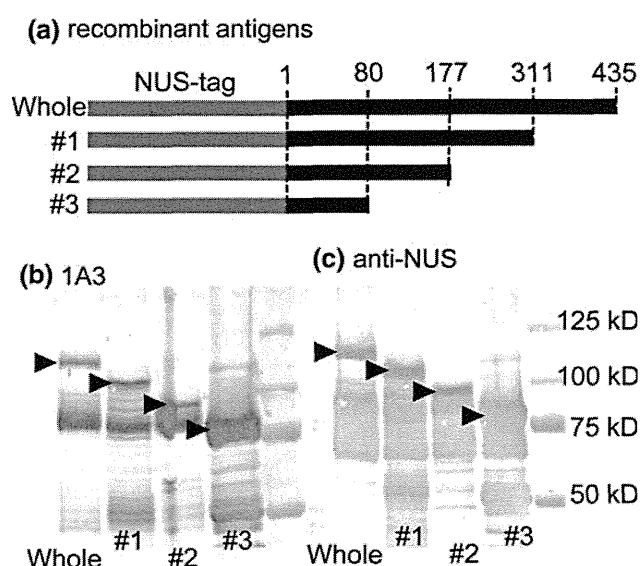 (a) recombinant antigens
NUS-tag 1 80 177 311 435
Whole
#1
#2
#3
(b) 1A3
(c) anti-NUS
125 kD
100 kD
75 kD
50 kD
Whole #1 #2 #3
Whole #1 #2 #3